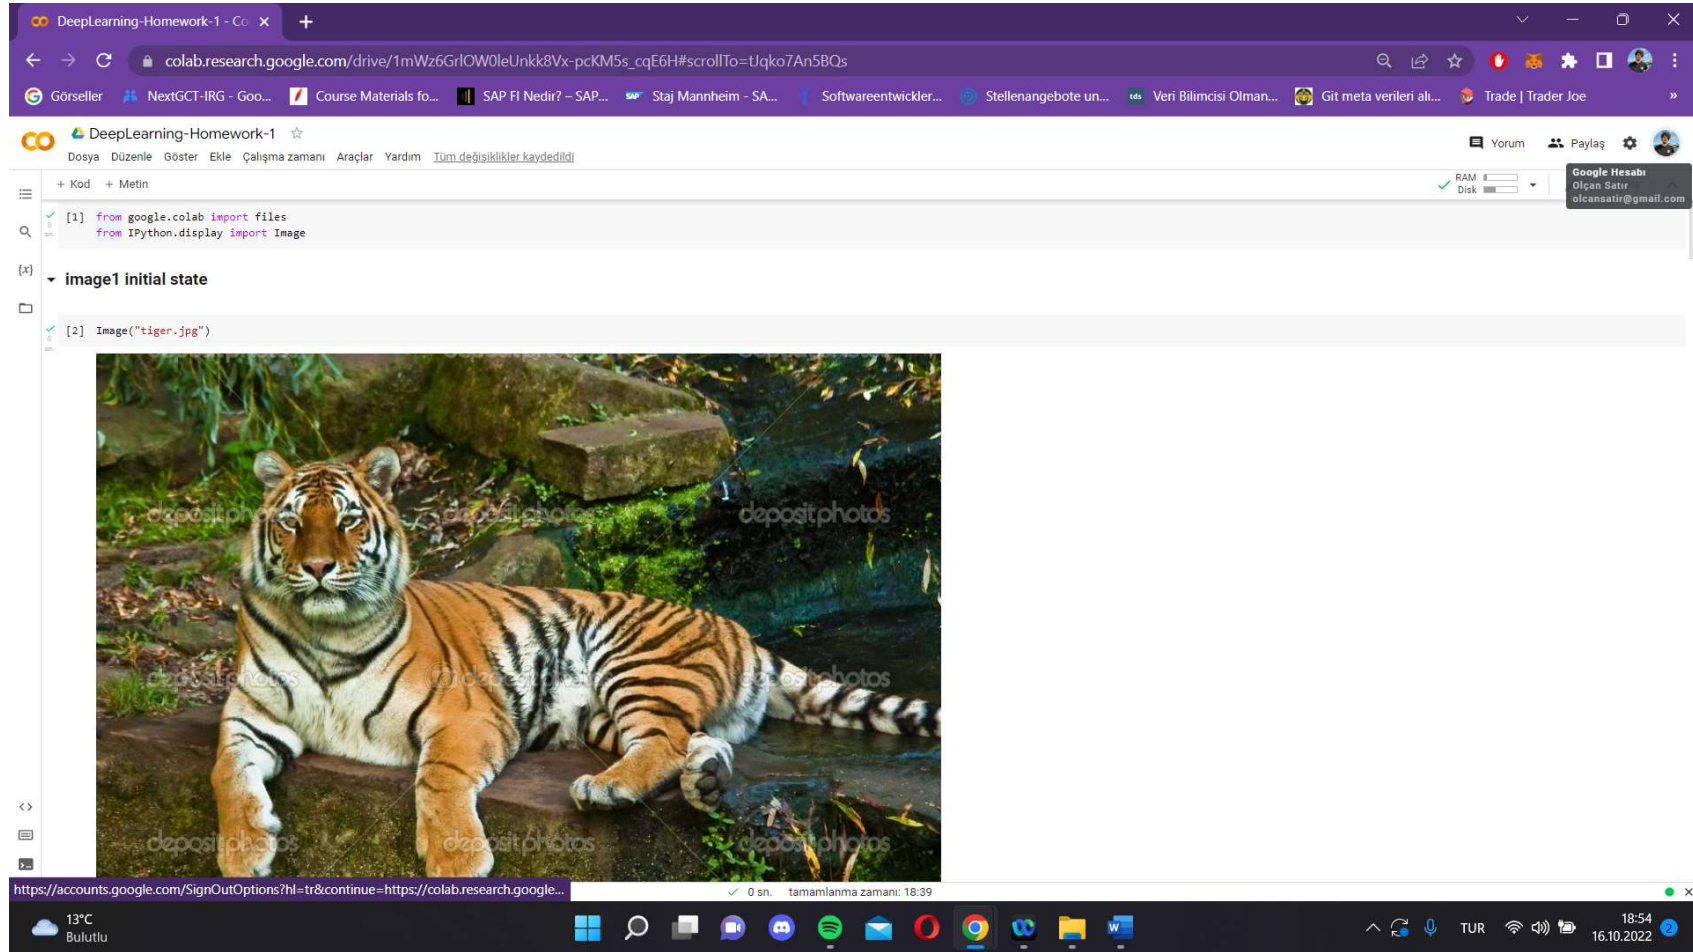 DeepLearning-Homework-1 - Co
colab.research.google.com/drive/1mWz6GrlOW0leUnkk8Vx-pcKM5s_cqE6H#scrollTo=tJqko7An5BQs
Görseller NextGCT-IRG - Goo... Course Materials fo... SAP FI Nedir? – SAP... Staj Mannheim - SA... Softwareentwickler... Stellenangebote un... Veri Bilimcisi Olman... Git meta verileri alı... Trade | Trader Joe »
DeepLearning-Homework-1
Dosya Düzenle Göster Ekle Çalışma zamanı Araçlar Yardım Tüm değişiklikler kaydedildi
Yorum Paylaş
Google Hesabı
Olçan Satır
olcansatir@gmail.com
+ Kod + Metin
RAM
Disk
[1] from google.colab import files
from IPython.display import Image
{x}
image1 initial state
[2] Image("tiger.jpg")
depositphotos depositphotos depositphotos
depositphotos depositphotos depositphotos
depositphotos depositphotos depositphotos
https://accounts.google.com/SignOutOptions?hl=tr&continue=https://colab.research.google...
0 sn. tamamlanma zamanı: 18:39
13°C
Bulutlu
TUR
18:54
16.10.2022
2